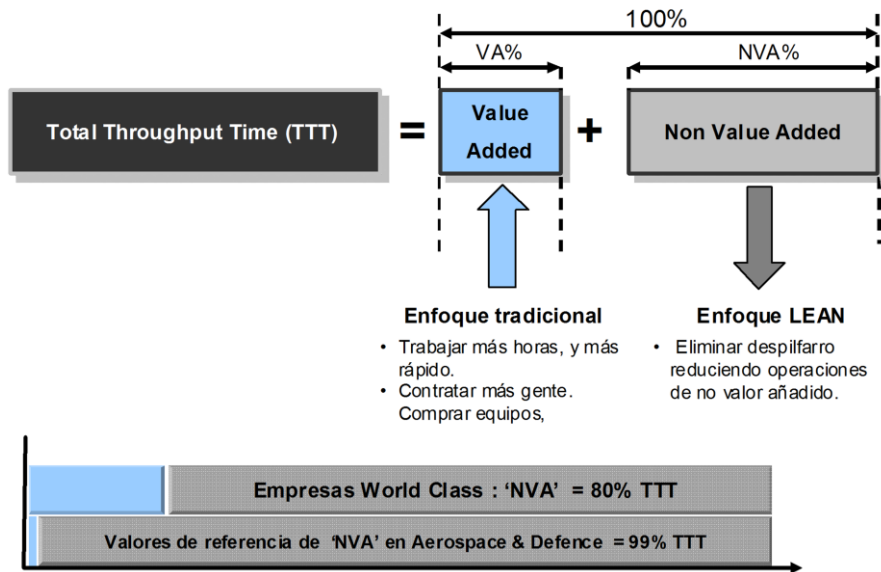 100%
VA%
NVA%
Total Throughput Time (TTT)
=
Value
Added
+
Non Value Added
Enfoque tradicional
• Trabajar más horas, y más
rápido.
• Contratar más gente.
Comprar equipos,
Enfoque LEAN
• Eliminar despilfarro
reduciendo operaciones
de no valor añadido.
Empresas World Class : ‘NVA’ = 80% TTT
Valores de referencia de ‘NVA’ en Aerospace & Defence = 99% TTT